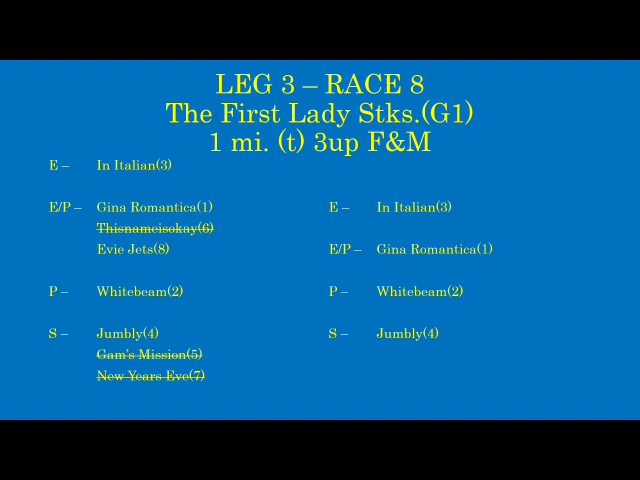 LEG 3 – RACE 8
The First Lady Stks.(G1)
1 mi. (t) 3up F&M
E – In Italian(3)
E/P – Gina Romantica(1)
Thisnameisokay(6)
Evie Jets(8)
P – Whitebeam(2)
S – Jumbly(4)
Gam's Mission(5)
New Years Eve(7)
E – In Italian(3)
E/P – Gina Romantica(1)
P – Whitebeam(2)
S – Jumbly(4)